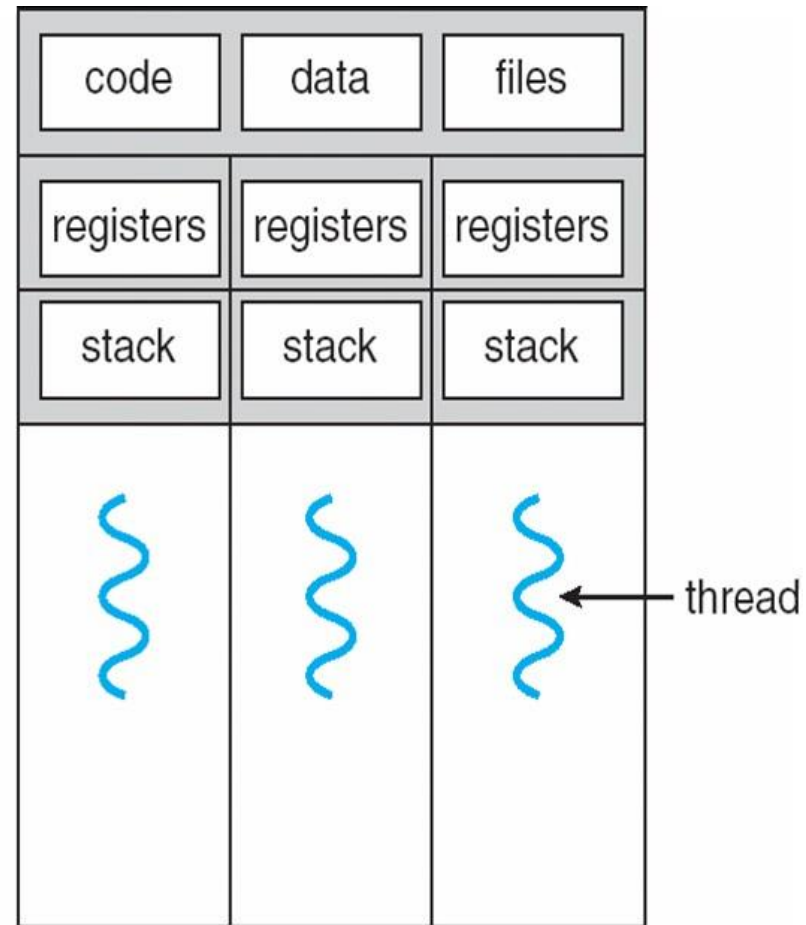 code data files
registers registers registers
stack stack stack
thread